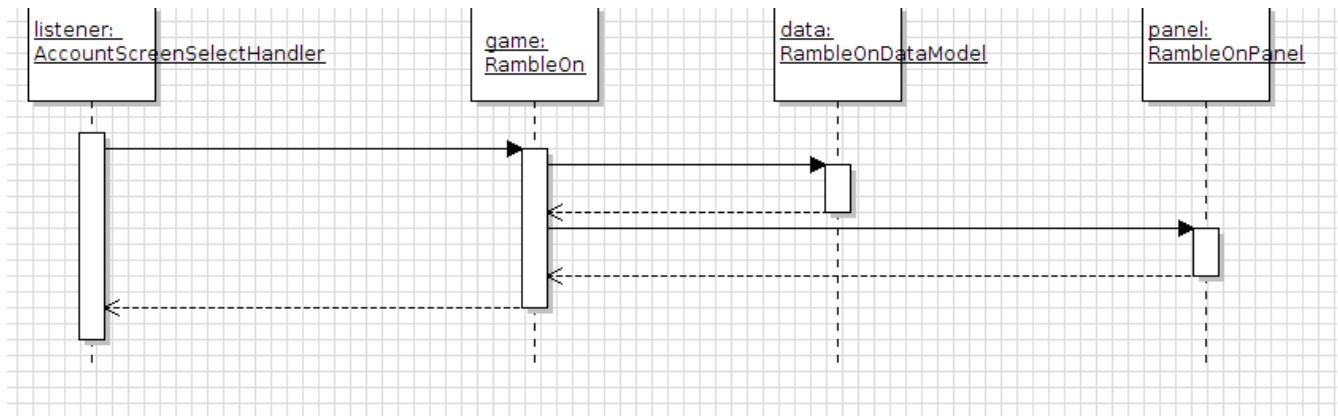 listener:
AccountScreenSelectHandler
game:
RambleOn
data:
RambleOnDataModel
panel:
RambleOnPanel